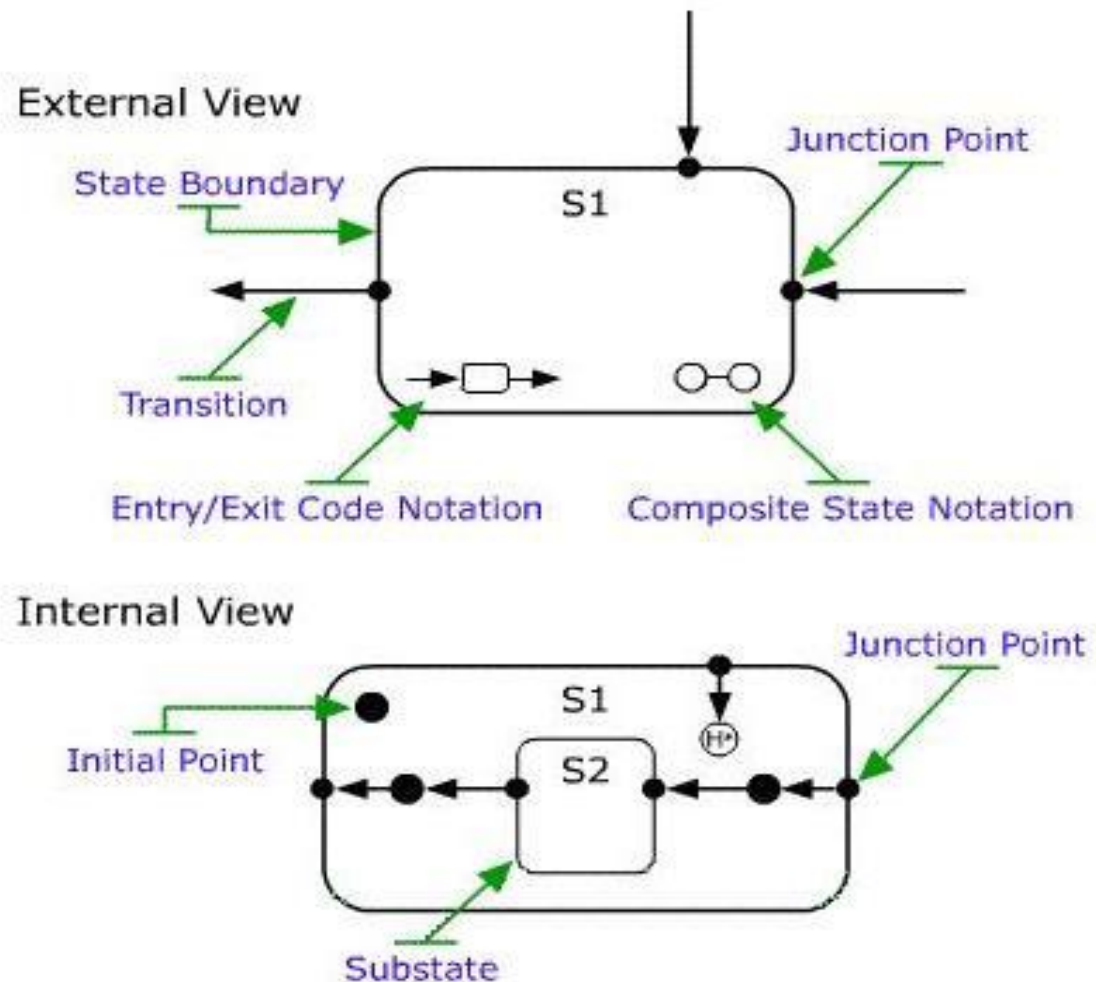 External View
Junction Point
State Boundary
S1
Transition
Entry/Exit Code Notation
Composite State Notation
Internal View
Junction Point
S1
H*
Initial Point
S2
Substate